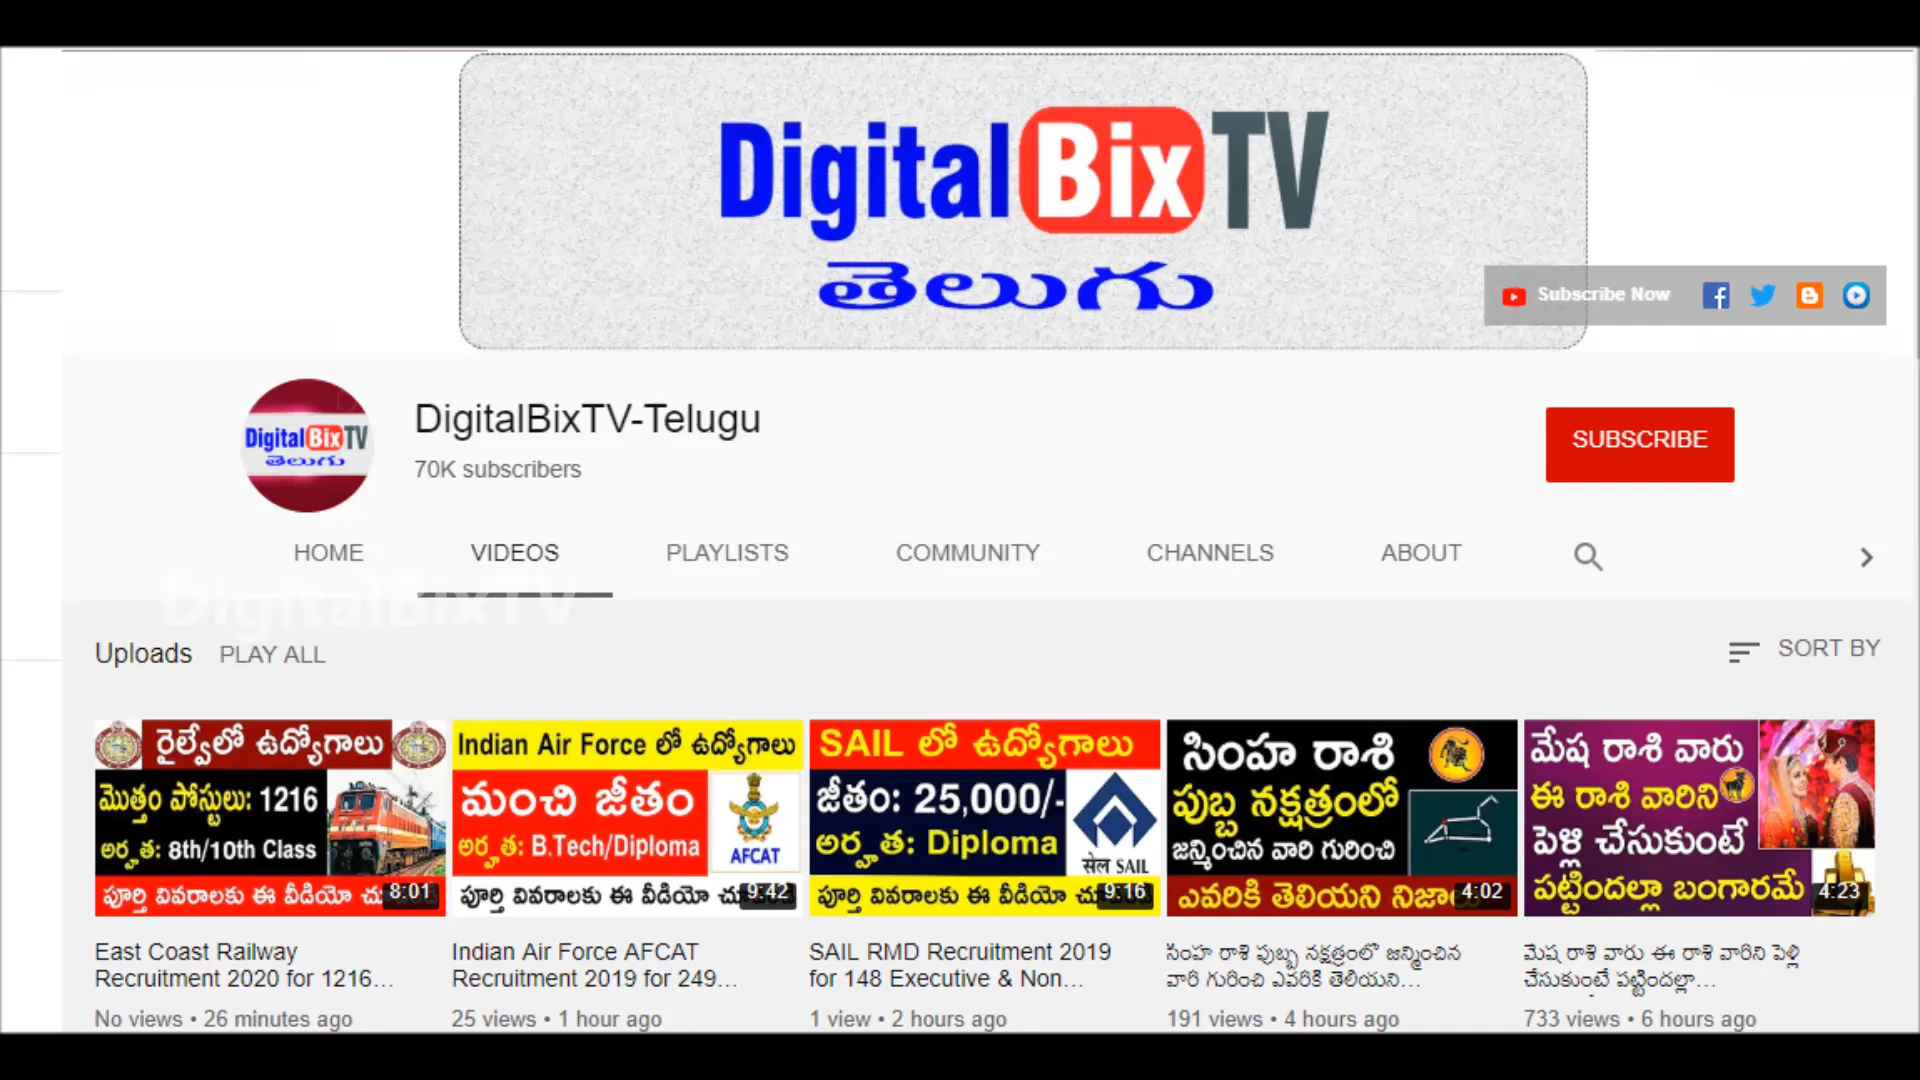 DigitalBixTV
తెలుగు
Subscribe Now
DigitalBixTV
తెలుగు
DigitalBixTV-Telugu
70K subscribers
SUBSCRIBE
HOME VIDEOS PLAYLISTS COMMUNITY CHANNELS ABOUT
DigitalBixTV
Uploads PLAY ALL
SORT BY
రైల్వేలో ఉద్యోగాలు
మొత్తం పోస్టులు: 1216
అర్హత: 8th/10th Class
పూర్తి వివరాలకు ఈ వీడియో
8:01
Indian Air Force లో ఉద్యోగాలు
మంచి జీతం
అర్హత: B.Tech/Diploma
AFCAT
పూర్తి వివరాలకు ఈ వీడియో
9:42
SAIL లో ఉద్యోగాలు
జీతం: 25,000/-
అర్హత: Diploma
सेल SAIL
పూర్తి వివరాలకు ఈ వీడియో
9:16
సింహ రాశి
పుబ్బ నక్షత్రంలో
జన్మించిన వారి గురించి
ఎవరికి తెలియని
4:02
మేష రాశి వారు
ఈ రాశి వారిని
పెళ్లి చేసుకుంటే
పట్టిందల్లా బంగారమే
4:23
East Coast Railway
Recruitment 2020 for 1216...
No views • 26 minutes ago
Indian Air Force AFCAT
Recruitment 2019 for 249...
25 views • 1 hour ago
SAIL RMD Recruitment 2019
for 148 Executive & Non...
1 view • 2 hours ago
సింహ రాశి పుబ్బ నక్షత్రంలో జన్మించిన
వారి గురించి ఎవరికి తెలియని...
191 views • 4 hours ago
మేష రాశి వారు ఈ రాశి వారిని పెళ్లి
చేసుకుంటే పట్టిందల్లా...
733 views • 6 hours ago